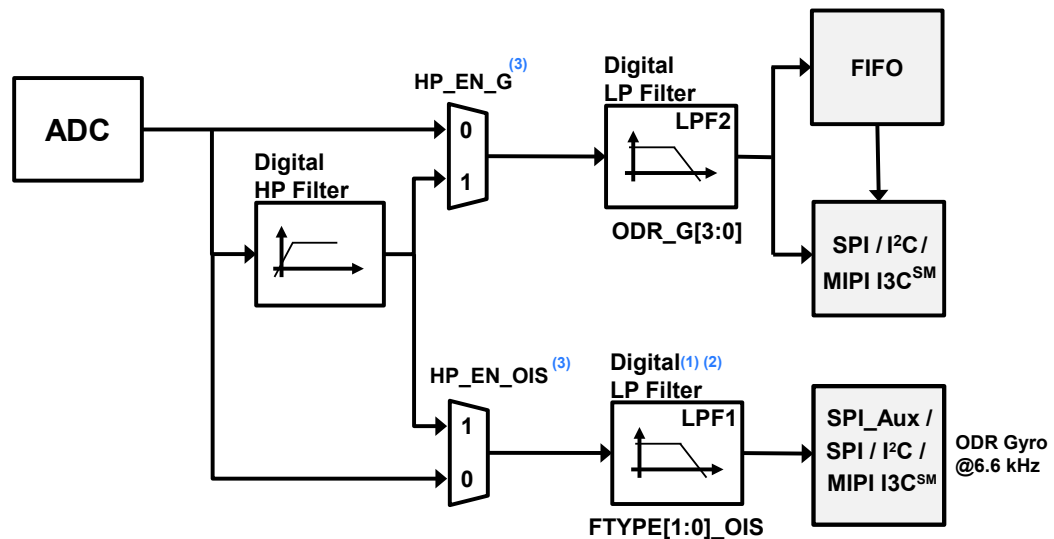 ADC
Digital
HP Filter
HP_EN_G(3)
0
1
Digital
LP Filter
LPF2
ODR_G[3:0]
FIFO
SPI / I²C /
MIPI I3Cˢᴹ
HP_EN_OIS(3)
1
0
Digital(1) (2)
LP Filter
LPF1
FTYPE[1:0]_OIS
SPI_Aux /
SPI / I²C /
MIPI I3Cˢᴹ
ODR Gyro
@6.6 kHz